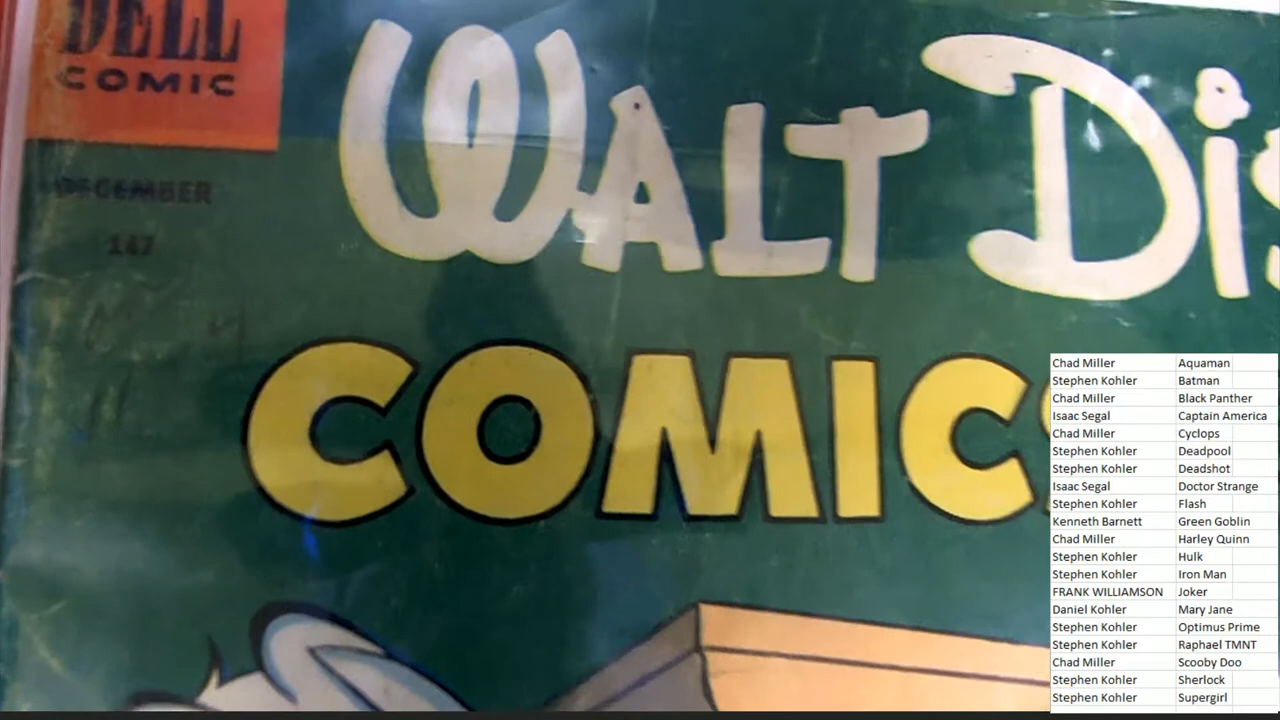 DELL
COMIC
DECEMBER
147
WALT Dis
COMICS
Chad Miller Aquaman
Stephen Kohler Batman
Chad Miller Black Panther
Isaac Segal Captain America
Chad Miller Cyclops
Stephen Kohler Deadpool
Stephen Kohler Deadshot
Isaac Segal Doctor Strange
Stephen Kohler Flash
Kenneth Barnett Green Goblin
Chad Miller Harley Quinn
Stephen Kohler Hulk
Stephen Kohler Iron Man
FRANK WILLIAMSON Joker
Daniel Kohler Mary Jane
Stephen Kohler Optimus Prime
Stephen Kohler Raphael TMNT
Chad Miller Scooby Doo
Stephen Kohler Sherlock
Stephen Kohler Supergirl